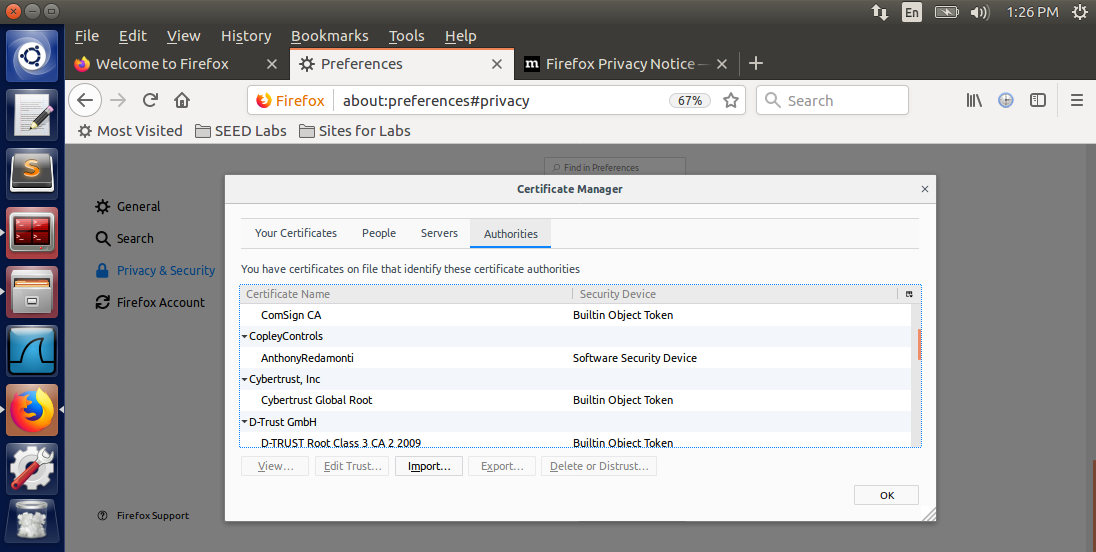 En
1:26 PM
File Edit View History Bookmarks Tools Help
Welcome to Firefox
Preferences
m Firefox Privacy Notice —
Firefox about:preferences#privacy 67% Search
Most Visited SEED Labs Sites for Labs
Find in Preferences
General
Search
Privacy & Security
Firefox Account
Firefox Support
Certificate Manager
Your Certificates People Servers Authorities
You have certificates on file that identify these certificate authorities
Certificate Name Security Device
ComSign CA Builtin Object Token
CopleyControls
AnthonyRedamonti Software Security Device
Cybertrust, Inc
Cybertrust Global Root Builtin Object Token
D-Trust GmbH
D-TRUST Root Class 3 CA 2 2009 Builtin Object Token
View... Edit Trust... Import... Export... Delete or Distrust...
OK